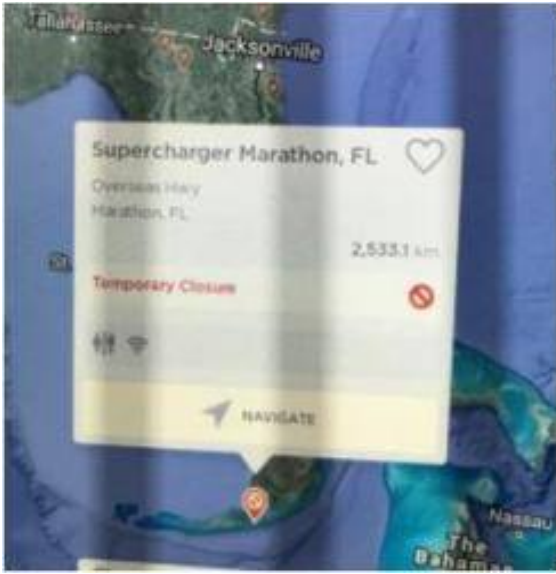 Tallahassee
Jacksonville
Supercharger Marathon, FL
Overseas Hwy
Marathon, FL
2,533.1 km
St.
Temporary Closure
NAVIGATE
Nassau
The
Bahamas